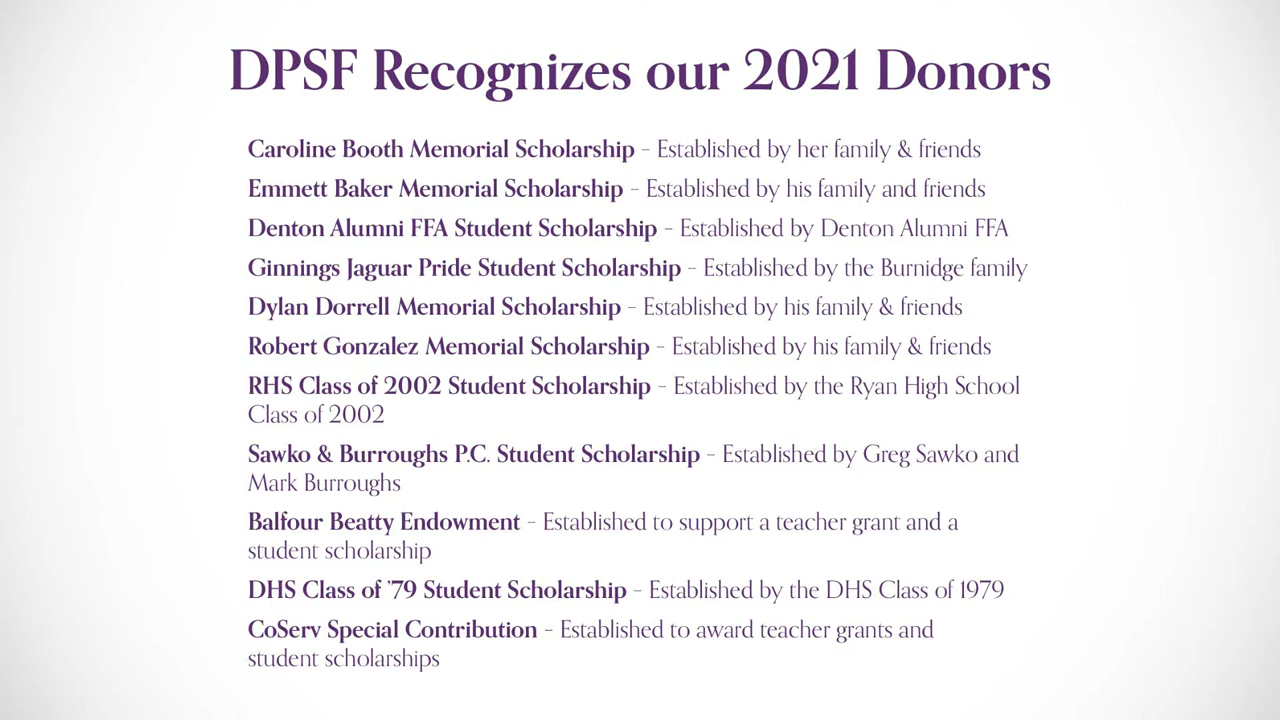 DPSF Recognizes our 2021 Donors
Caroline Booth Memorial Scholarship – Established by her family & friends
Emmett Baker Memorial Scholarship – Established by his family and friends
Denton Alumni FFA Student Scholarship – Established by Denton Alumni FFA
Ginnings Jaguar Pride Student Scholarship – Established by the Burnidge family
Dylan Dorrell Memorial Scholarship – Established by his family & friends
Robert Gonzalez Memorial Scholarship – Established by his family & friends
RHS Class of 2002 Student Scholarship – Established by the Ryan High School
Class of 2002
Sawko & Burroughs P.C. Student Scholarship – Established by Greg Sawko and
Mark Burroughs
Balfour Beatty Endowment – Established to support a teacher grant and a
student scholarship
DHS Class of '79 Student Scholarship – Established by the DHS Class of 1979
CoServ Special Contribution – Established to award teacher grants and
student scholarships